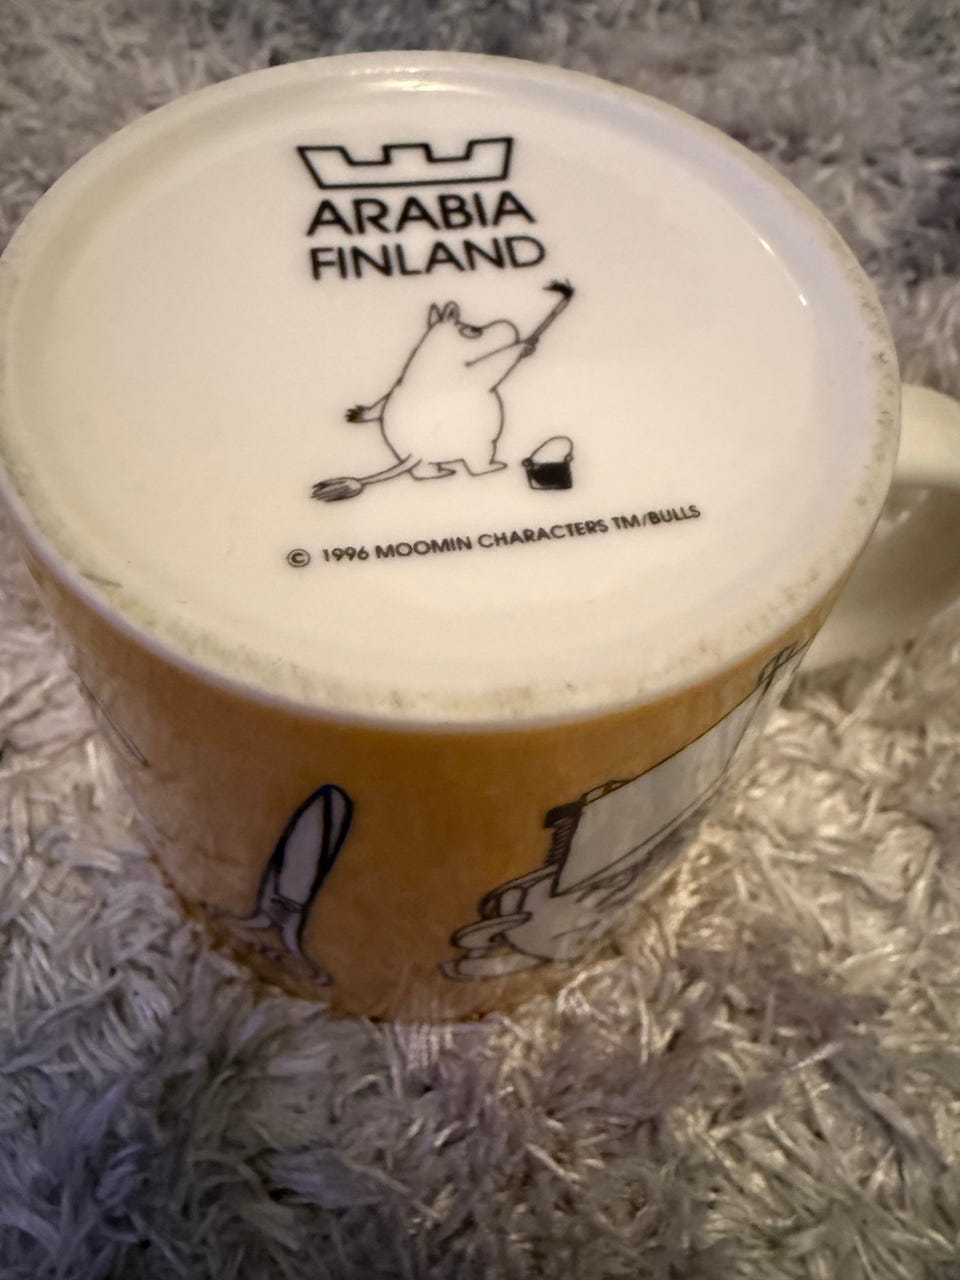 ARABIA
FINLAND
© 1996 MOOMIN CHARACTERS TM/BULLS